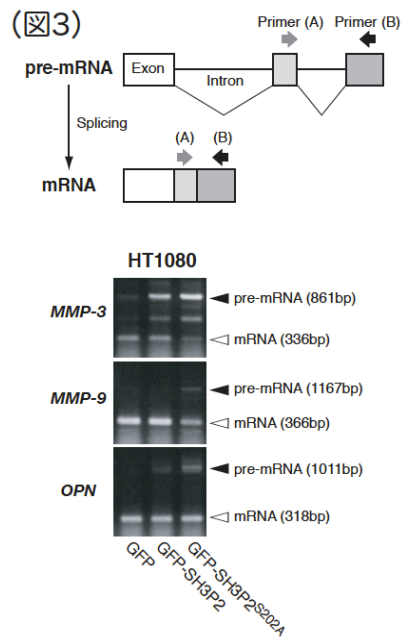 (図3)
Primer (A) Primer (B)
pre-mRNA
Exon
Intron
Splicing
(A) (B)
mRNA
HT1080
MMP-3
pre-mRNA (861bp)
mRNA (336bp)
MMP-9
pre-mRNA (1167bp)
mRNA (366bp)
OPN
pre-mRNA (1011bp)
mRNA (318bp)
GFP
GFP-SH3P2
GFP-SH3P2S202A